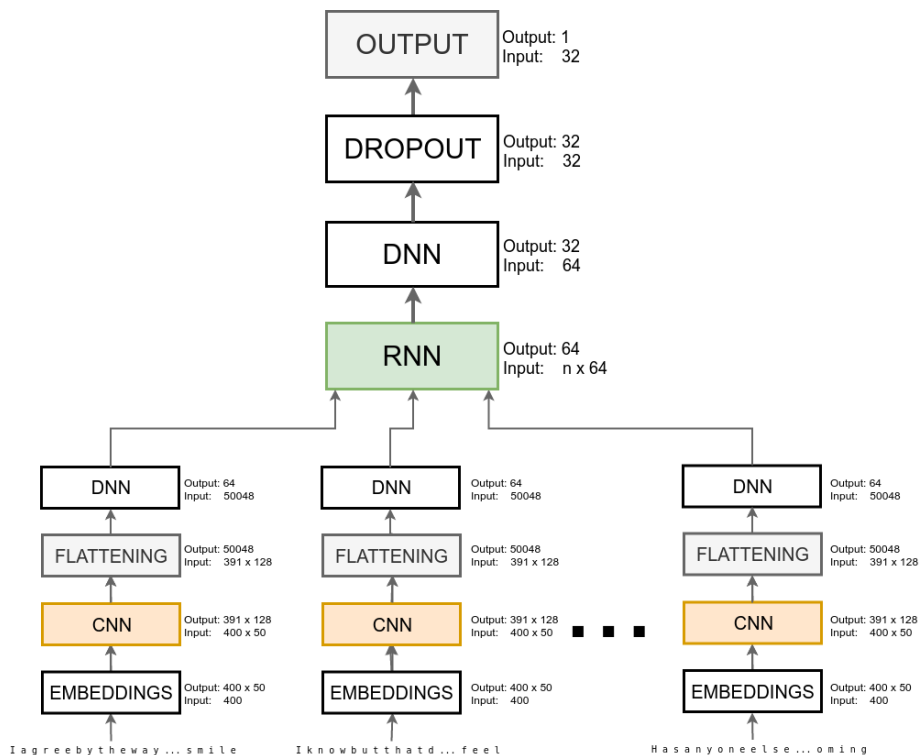 OUTPUT
Output: 1
Input: 32
DROPOUT
Output: 32
Input: 32
DNN
Output: 32
Input: 64
RNN
Output: 64
Input: n x 64
DNN
Output: 64
Input: 50048
DNN
Output: 64
Input: 50048
DNN
Output: 64
Input: 50048
FLATTENING
Output: 50048
Input: 391 x 128
FLATTENING
Output: 50048
Input: 391 x 128
FLATTENING
Output: 50048
Input: 391 x 128
CNN
Output: 391 x 128
Input: 400 x 50
CNN
Output: 391 x 128
Input: 400 x 50
CNN
Output: 391 x 128
Input: 400 x 50
EMBEDDINGS
Output: 400 x 50
Input: 400
EMBEDDINGS
Output: 400 x 50
Input: 400
EMBEDDINGS
Output: 400 x 50
Input: 400
I a g r e e b y t h e w a y ... s m i l e
I k n o w b u t t h a t d ... f e e l
H a s a n y o n e e l s e ... o m i n g